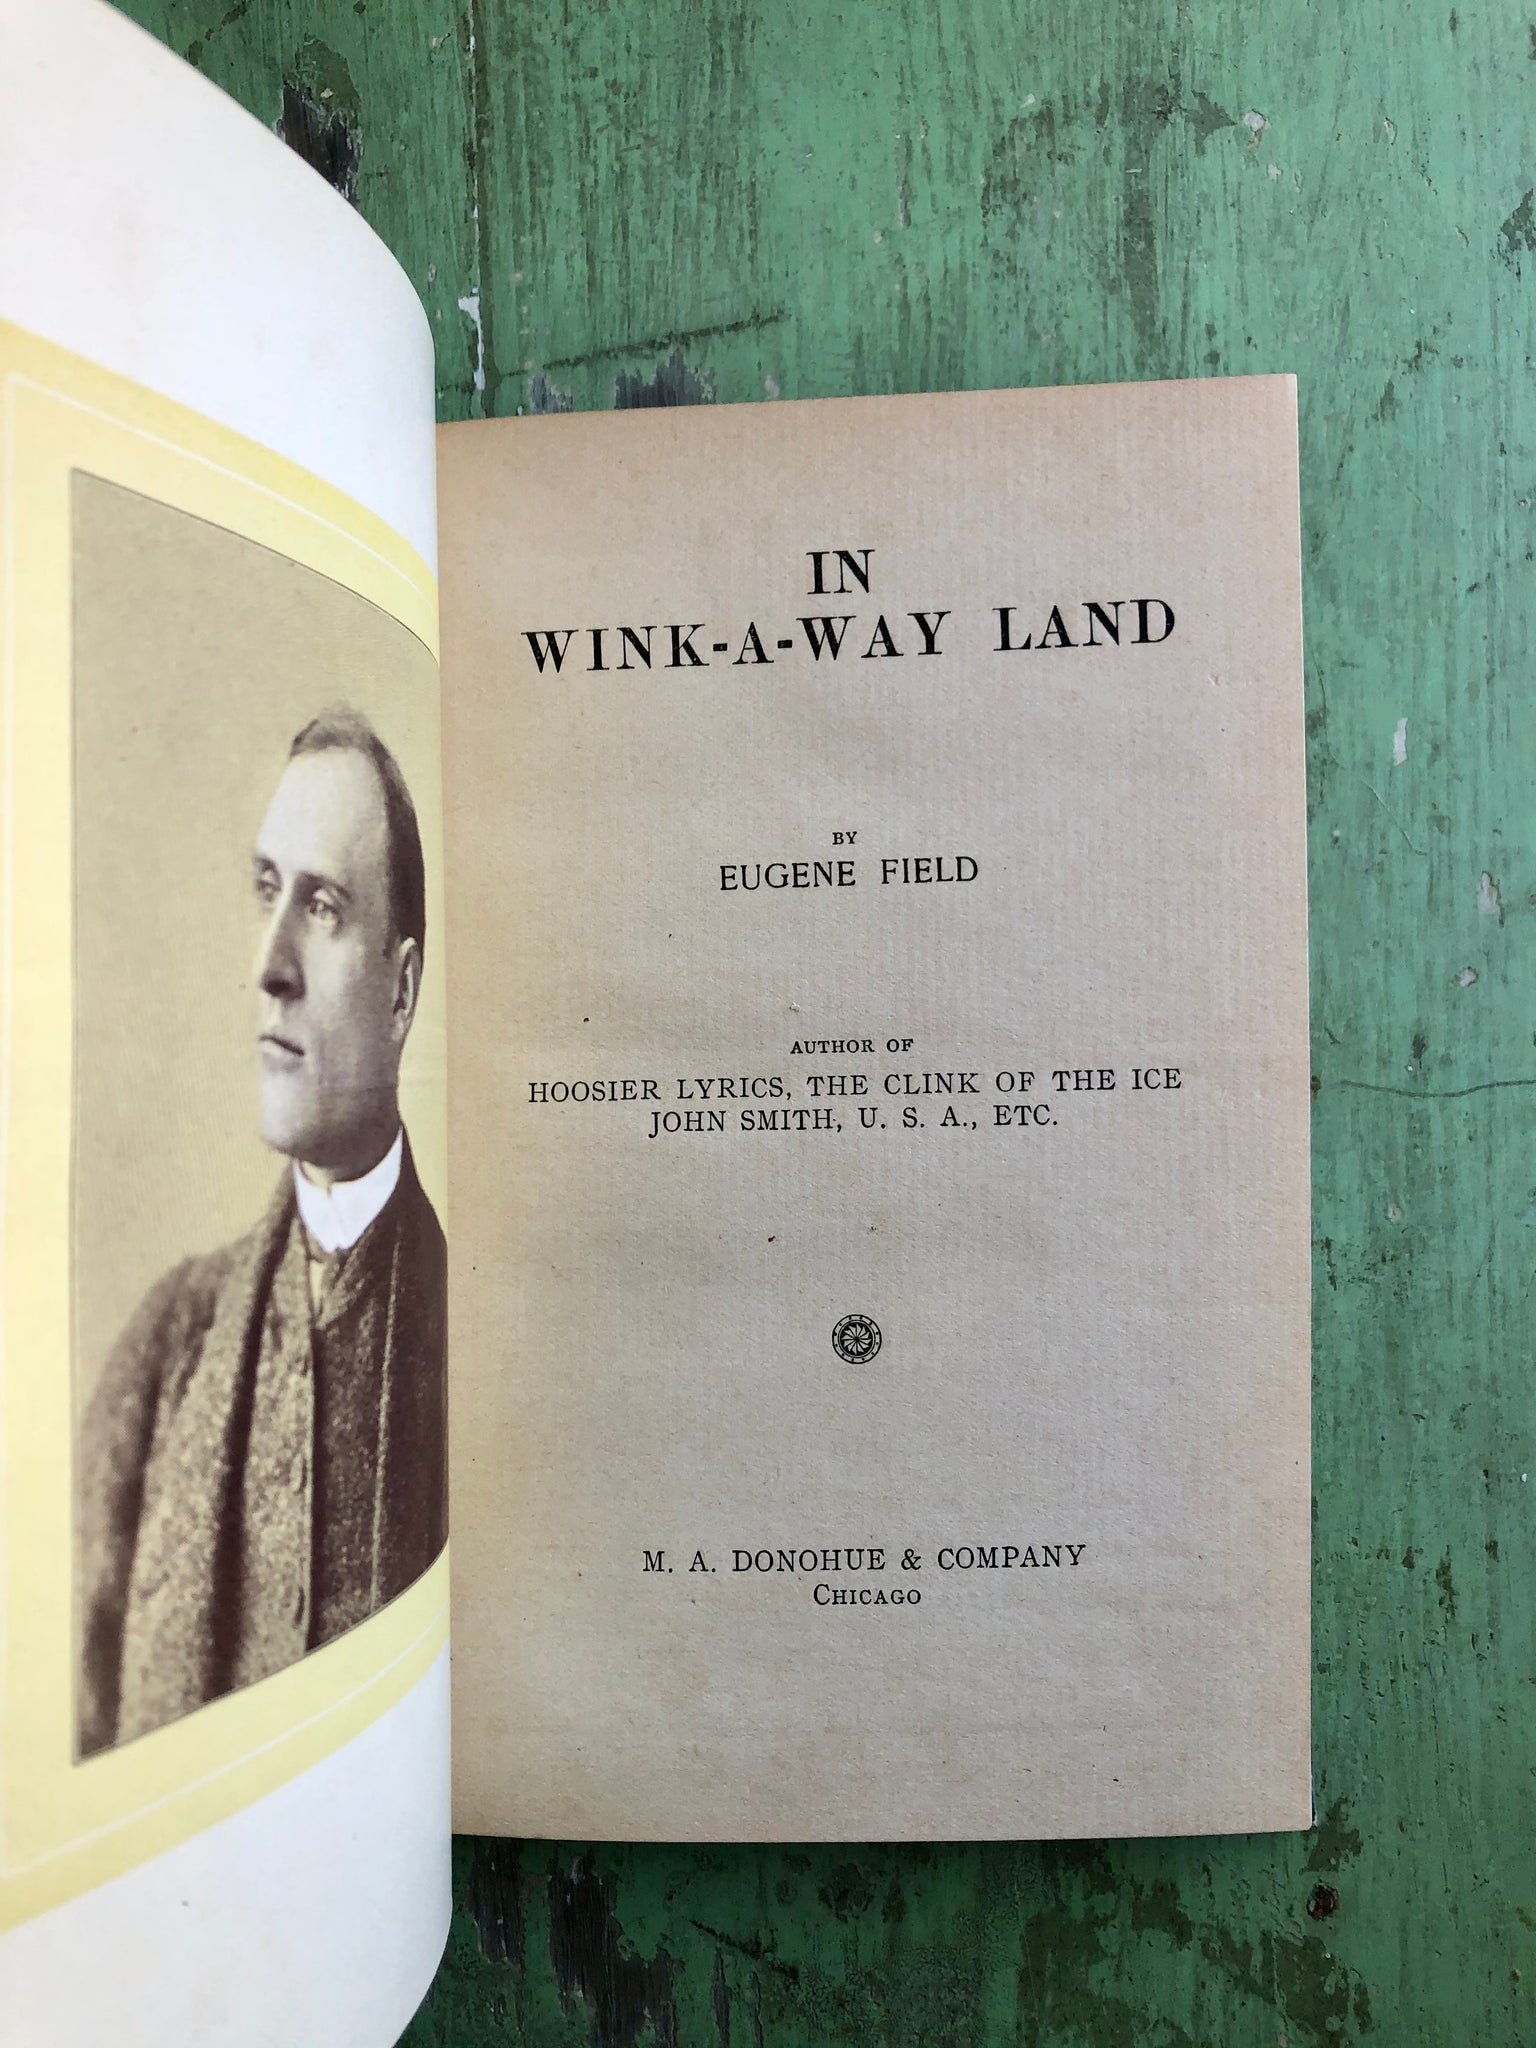 IN
WINK-A-WAY LAND
BY
EUGENE FIELD
AUTHOR OF
HOOSIER LYRICS, THE CLINK OF THE ICE
JOHN SMITH, U. S. A., ETC.
M. A. DONOHUE & COMPANY
CHICAGO